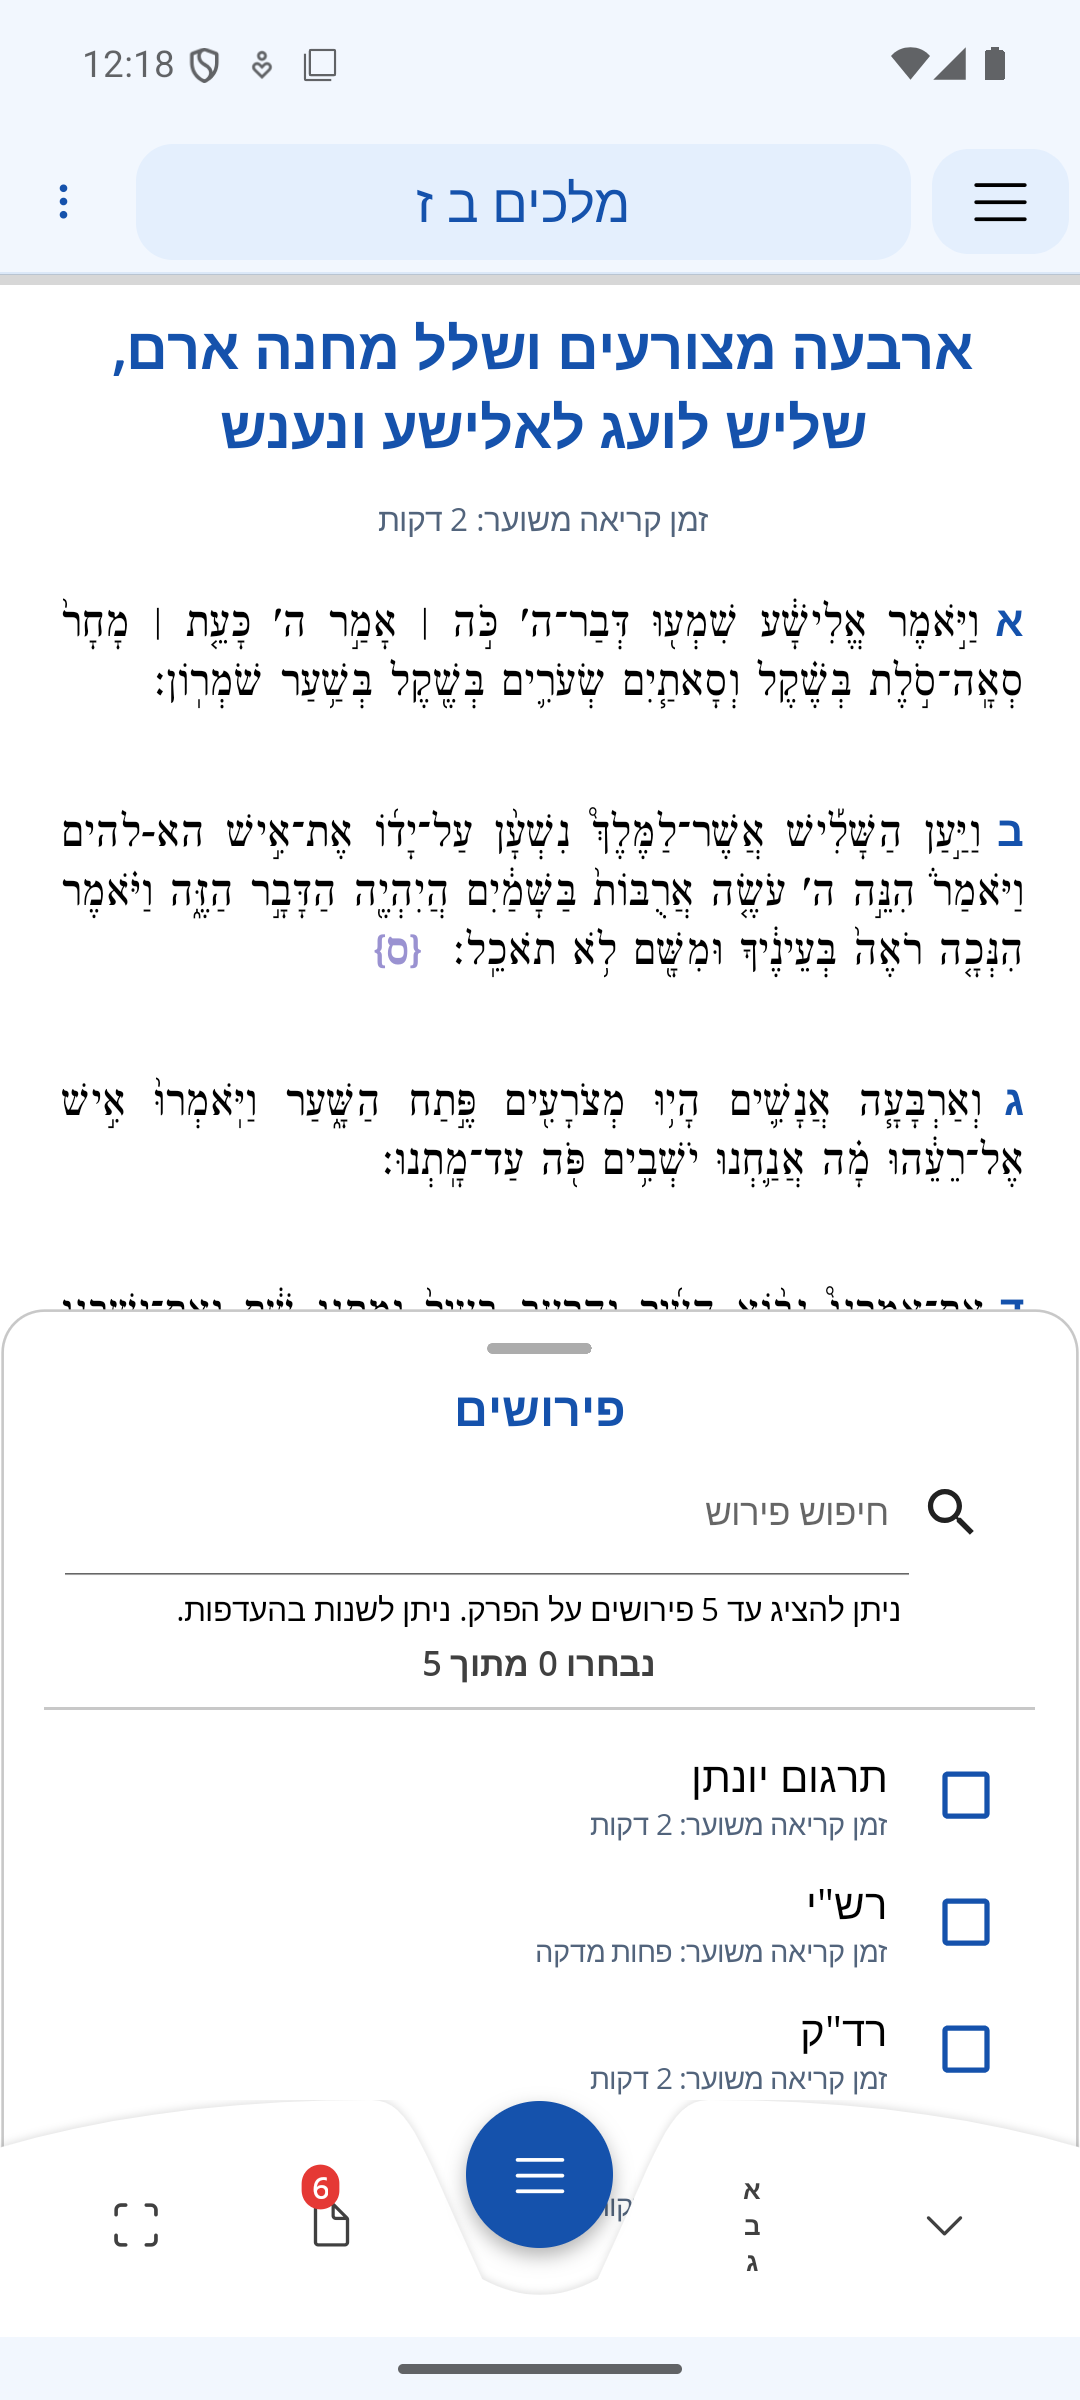 12:18
מלכים ב ז
ארבעה מצורעים ושלל מחנה ארם,
שליש לועג לאלישע ונענש
זמן קריאה משוער: 2 דקות
א וַיֹּ֣אמֶר אֱלִישָׁ֔ע שִׁמְע֖וּ דְּבַר־ה' כֹּ֣ה | אָמַ֣ר ה' כָּעֵ֤ת | מָחָר֙
סְאָֽה־סֹ֣לֶת בְּשֶׁ֗קֶל וְסָאתַ֧יִם שְׂעֹרִ֛ים בְּשֶׁ֖קֶל בְּשַׁ֥עַר שֹׁמְרֽוֹן׃
ב וַיַּ֣עַן הַשָּׁלִ֡ישׁ אֲשֶׁר־לַמֶּלֶךְ֩ נִשְׁעָ֨ן עַל־יָד֜וֹ אֶת־אִ֣ישׁ הא-להים
וַיֹּאמַר֒ הִנֵּ֣ה ה' עֹשֶׂ֤ה אֲרֻבּוֹת֙ בַּשָּׁמַ֔יִם הֲיִהְיֶ֖ה הַדָּבָ֣ר הַזֶּ֑ה וַיֹּ֗אמֶר
הִנְּכָ֤ה רֹאֶה֙ בְּעֵינֶ֔יךָ וּמִשָּׁ֖ם לֹ֥א תֹאכֵֽל׃ {ס}
ג וְאַרְבָּעָ֧ה אֲנָשִׁ֛ים הָי֥וּ מְצֹרָעִ֖ים פֶּ֣תַח הַשָּׁ֑עַר וַיֹּֽאמְרוּ֙ אִ֣ישׁ
אֶל־רֵעֵ֔הוּ מָ֗ה אֲנַ֛חְנוּ יֹשְׁבִ֥ים פֹּ֖ה עַד־מָֽתְנוּ׃
פירושים
חיפוש פירוש
ניתן להציג עד 5 פירושים על הפרק. ניתן לשנות בהעדפות.
נבחרו 0 מתוך 5
תרגום יונתן
זמן קריאה משוער: 2 דקות
רש"י
זמן קריאה משוער: פחות מדקה
רד"ק
זמן קריאה משוער: 2 דקות
6
א
ב
ג